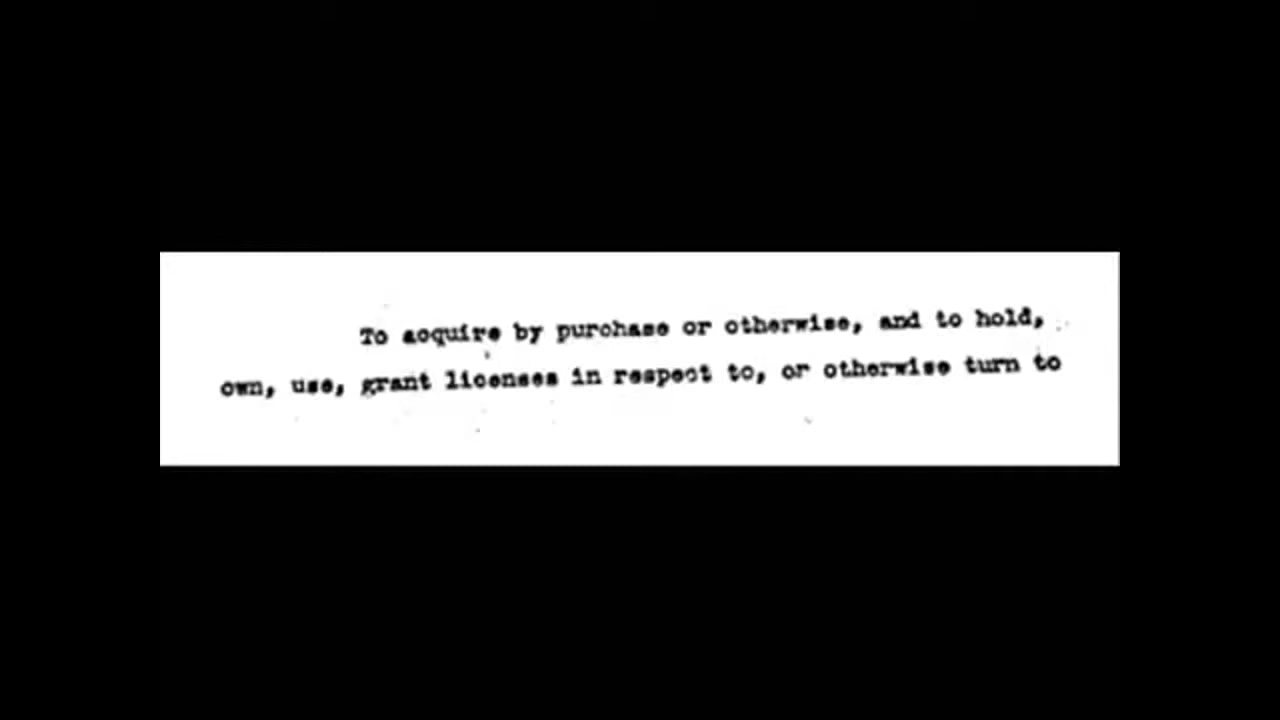 To acquire by purchase or otherwise, and to hold,
own, use, grant licenses in respect to, or otherwise turn to